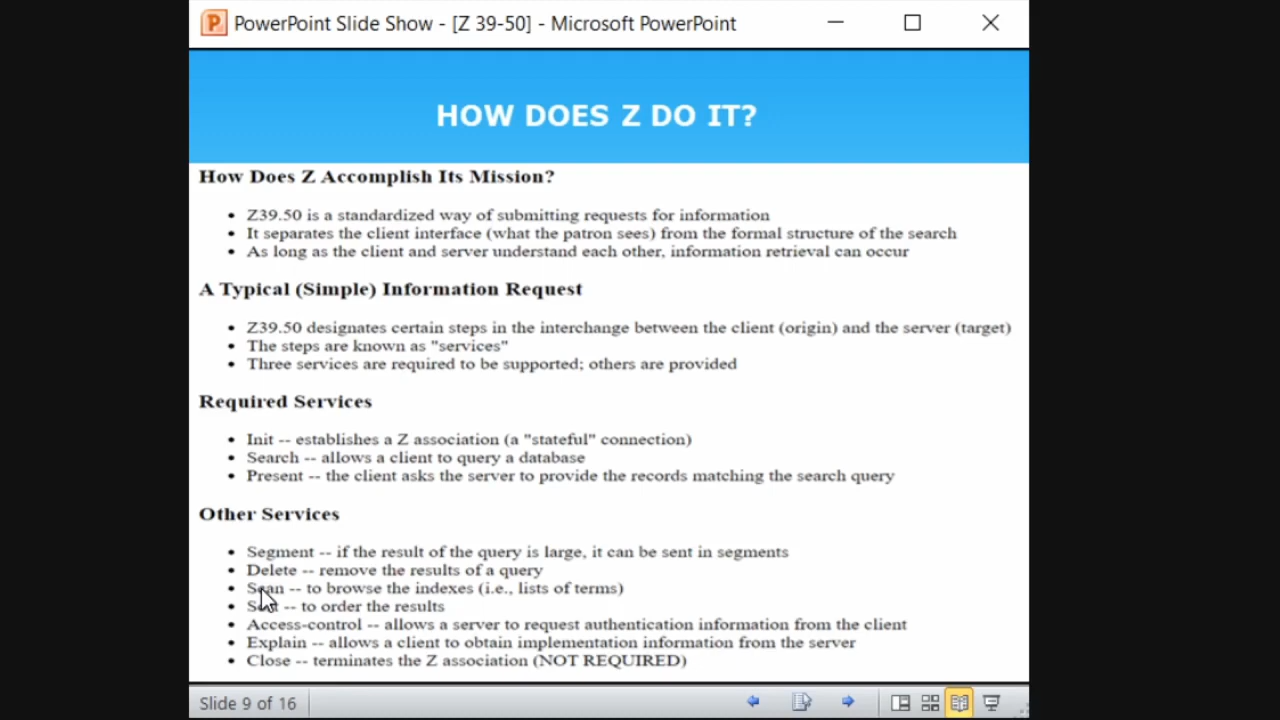 PowerPoint Slide Show - [Z 39-50] - Microsoft PowerPoint
HOW DOES Z DO IT?
How Does Z Accomplish Its Mission?
• Z39.50 is a standardized way of submitting requests for information
• It separates the client interface (what the patron sees) from the formal structure of the search
• As long as the client and server understand each other, information retrieval can occur
A Typical (Simple) Information Request
• Z39.50 designates certain steps in the interchange between the client (origin) and the server (target)
• The steps are known as "services"
• Three services are required to be supported; others are provided
Required Services
• Init -- establishes a Z association (a "stateful" connection)
• Search -- allows a client to query a database
• Present -- the client asks the server to provide the records matching the search query
Other Services
• Segment -- if the result of the query is large, it can be sent in segments
• Delete -- remove the results of a query
• Scan -- to browse the indexes (i.e., lists of terms)
• Sort -- to order the results
• Access-control -- allows a server to request authentication information from the client
• Explain -- allows a client to obtain implementation information from the server
• Close -- terminates the Z association (NOT REQUIRED)
Slide 9 of 16